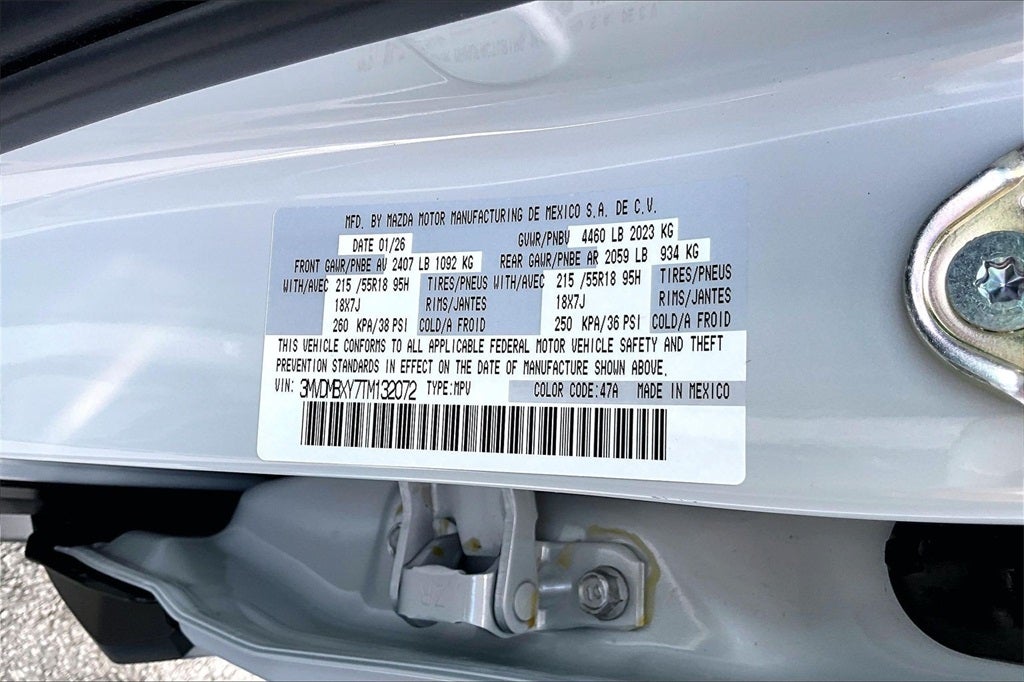 MFD. BY MAZDA MOTOR MANUFACTURING DE MEXICO S.A. DE C.V.
DATE 01/26 GVWR/PNBV 4460 LB 2023 KG
FRONT GAWR/PNBE AV 2407 LB 1092 KG REAR GAWR/PNBE AR 2059 LB 934 KG
WITH/AVEC 215 /55R18 95H TIRES/PNEUS WITH/AVEC 215 /55R18 95H TIRES/PNEUS
18X7J RIMS/JANTES 18X7J RIMS/JANTES
260 KPA/38 PSI COLD/A FROID 250 KPA/36 PSI COLD/A FROID
THIS VEHICLE CONFORMS TO ALL APPLICABLE FEDERAL MOTOR VEHICLE SAFETY AND THEFT
PREVENTION STANDARDS IN EFFECT ON THE DATE OF MANUFACTURE SHOWN ABOVE.
VIN: 3MVDMBXY7TM132072 TYPE:MPV COLOR CODE:47A MADE IN MEXICO